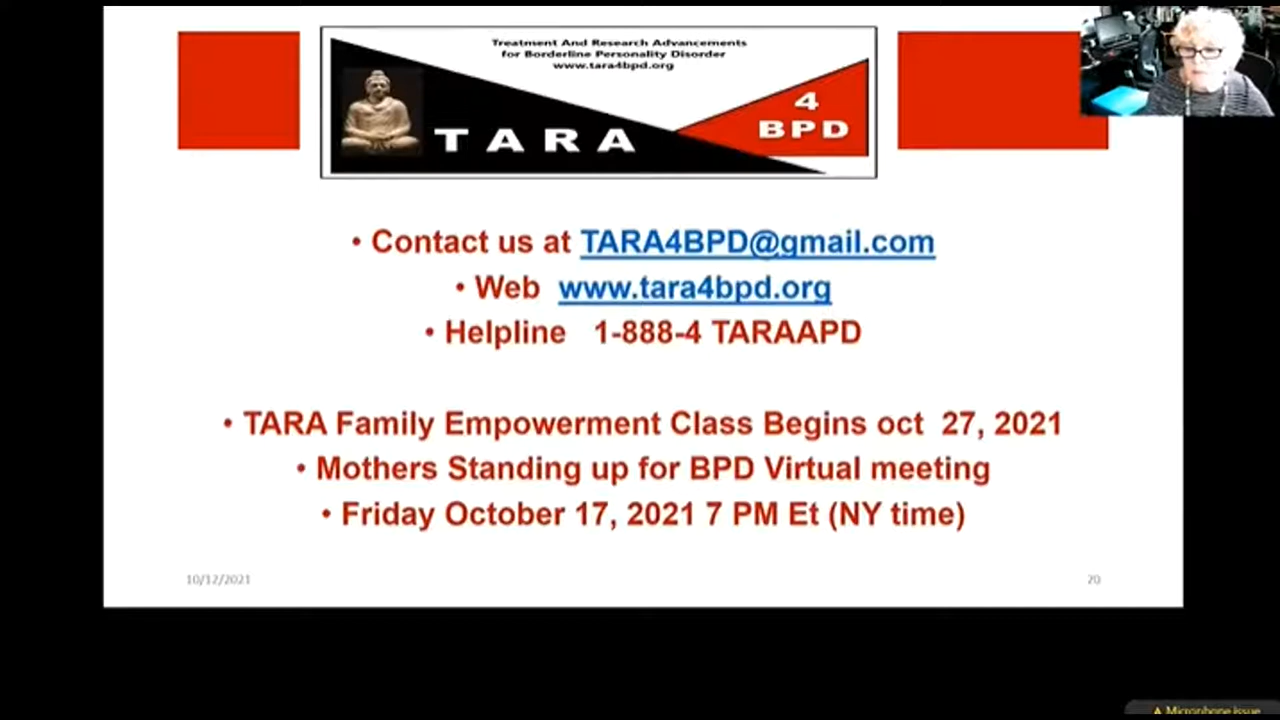 Treatment And Research Advancements
for Borderline Personality Disorder
www.tara4bpd.org
TARA
4
BPD
• Contact us at TARA4BPD@gmail.com
• Web www.tara4bpd.org
• Helpline 1-888-4 TARAAPD
• TARA Family Empowerment Class Begins oct 27, 2021
• Mothers Standing up for BPD Virtual meeting
• Friday October 17, 2021 7 PM Et (NY time)
10/12/2021
20
Microphone issue